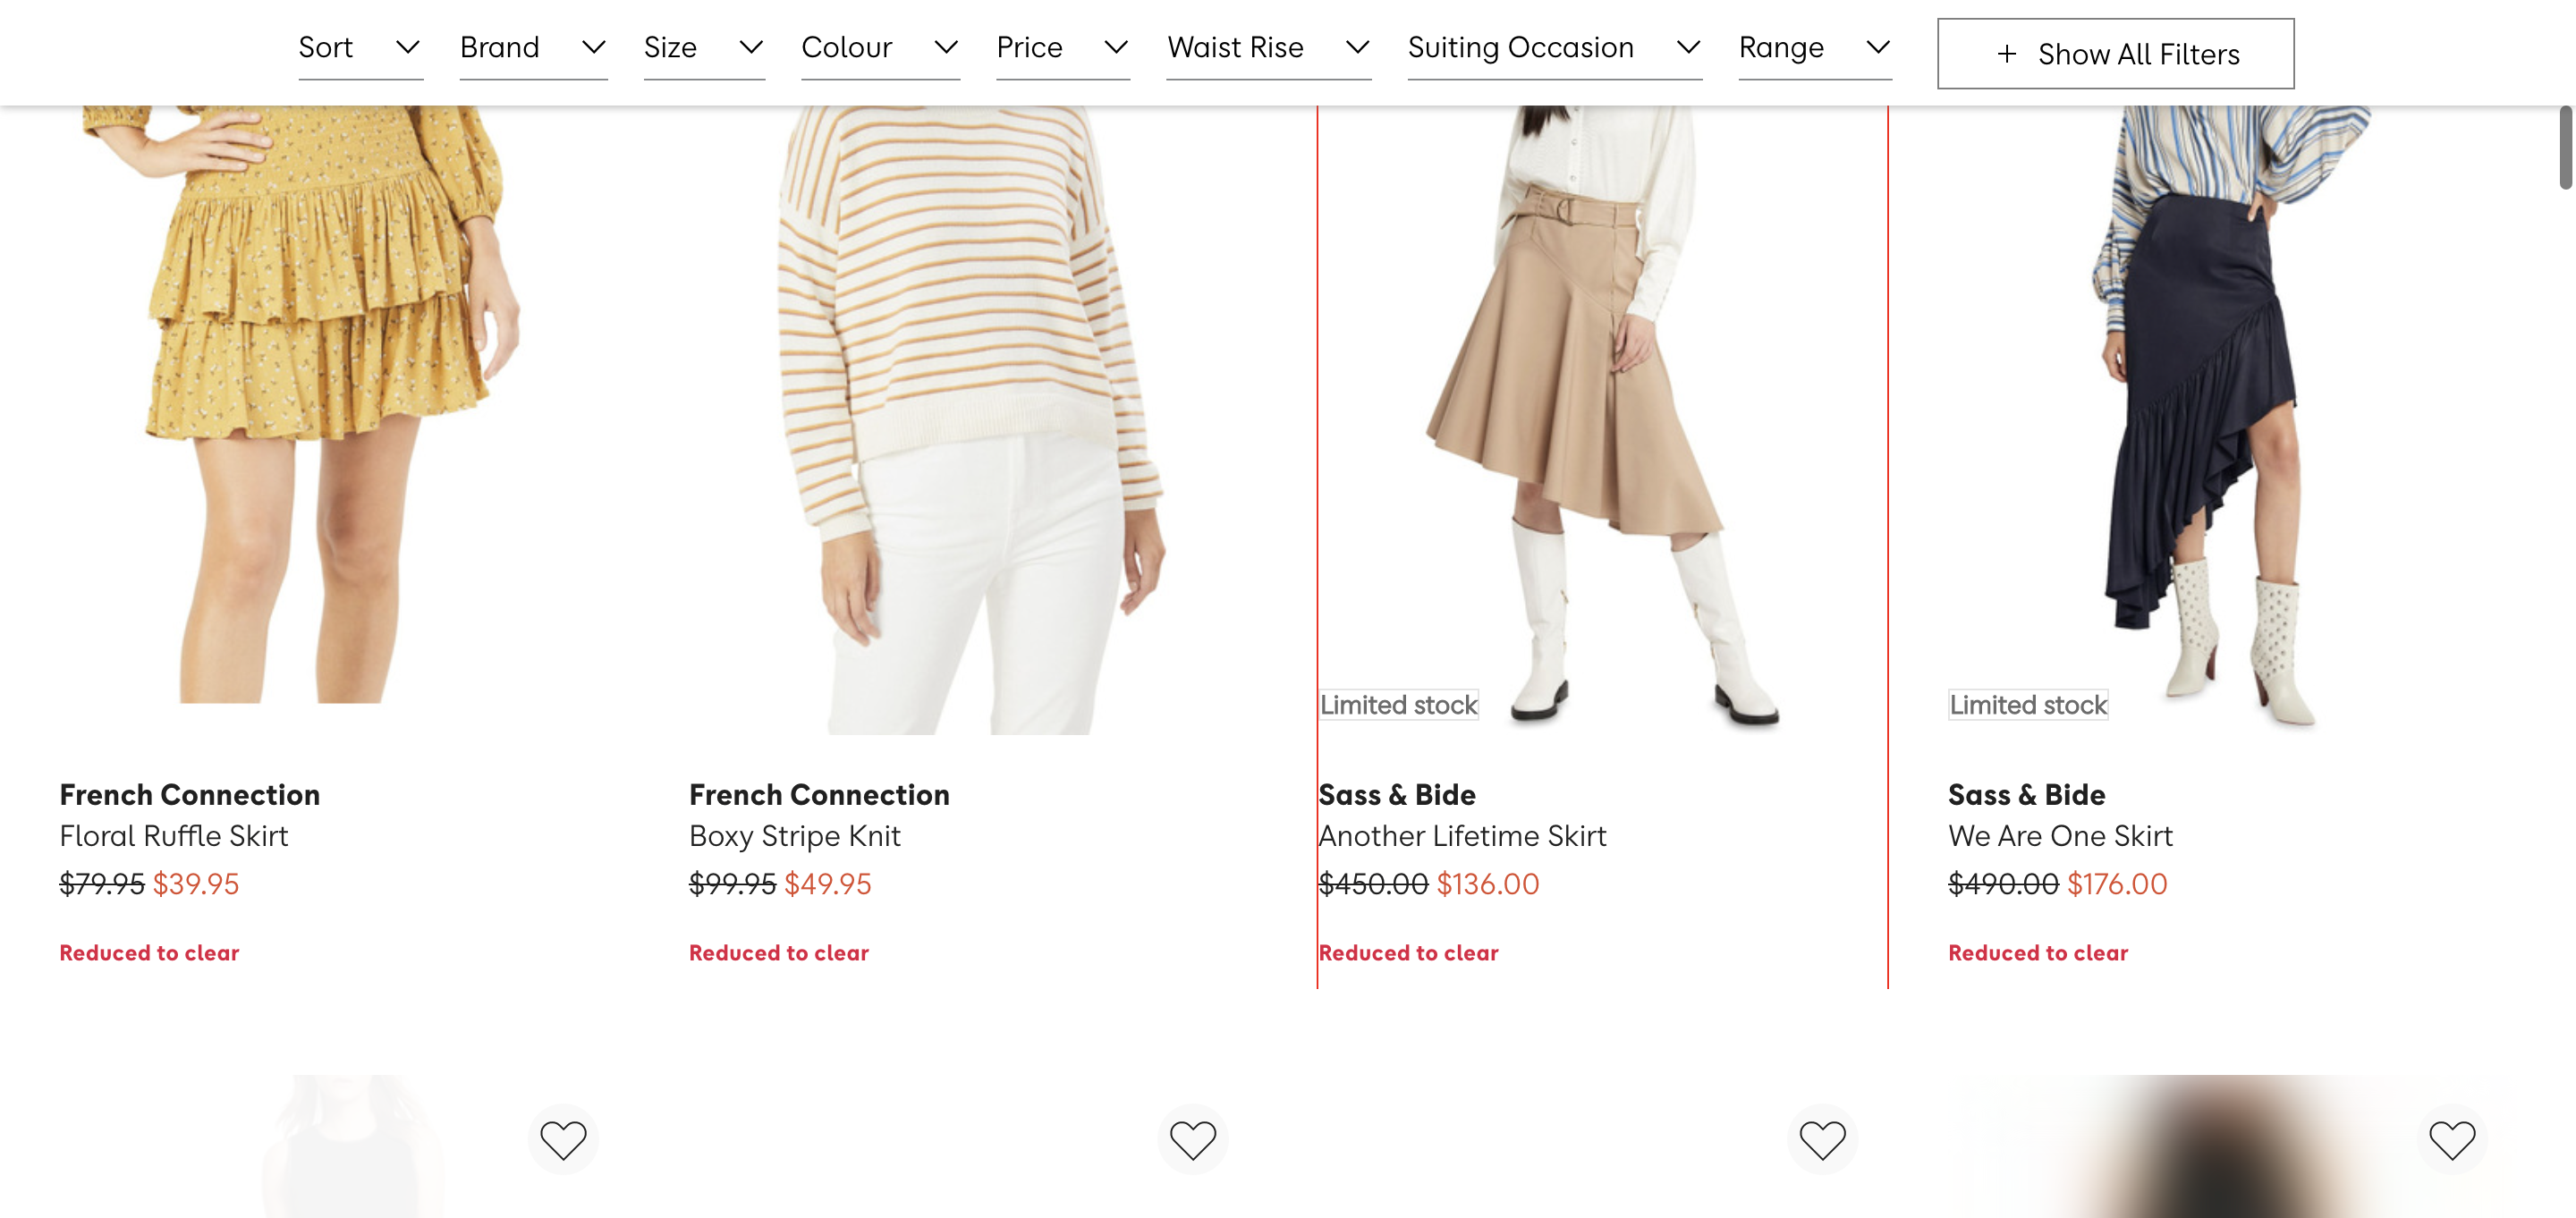 Sort Brand Size Colour Price Waist Rise Suiting Occasion Range + Show All Filters
Limited stock Limited stock
French Connection French Connection Sass & Bide Sass & Bide
Floral Ruffle Skirt Boxy Stripe Knit Another Lifetime Skirt We Are One Skirt
$79.95 $39.95 $99.95 $49.95 $450.00 $136.00 $490.00 $176.00
Reduced to clear Reduced to clear Reduced to clear Reduced to clear